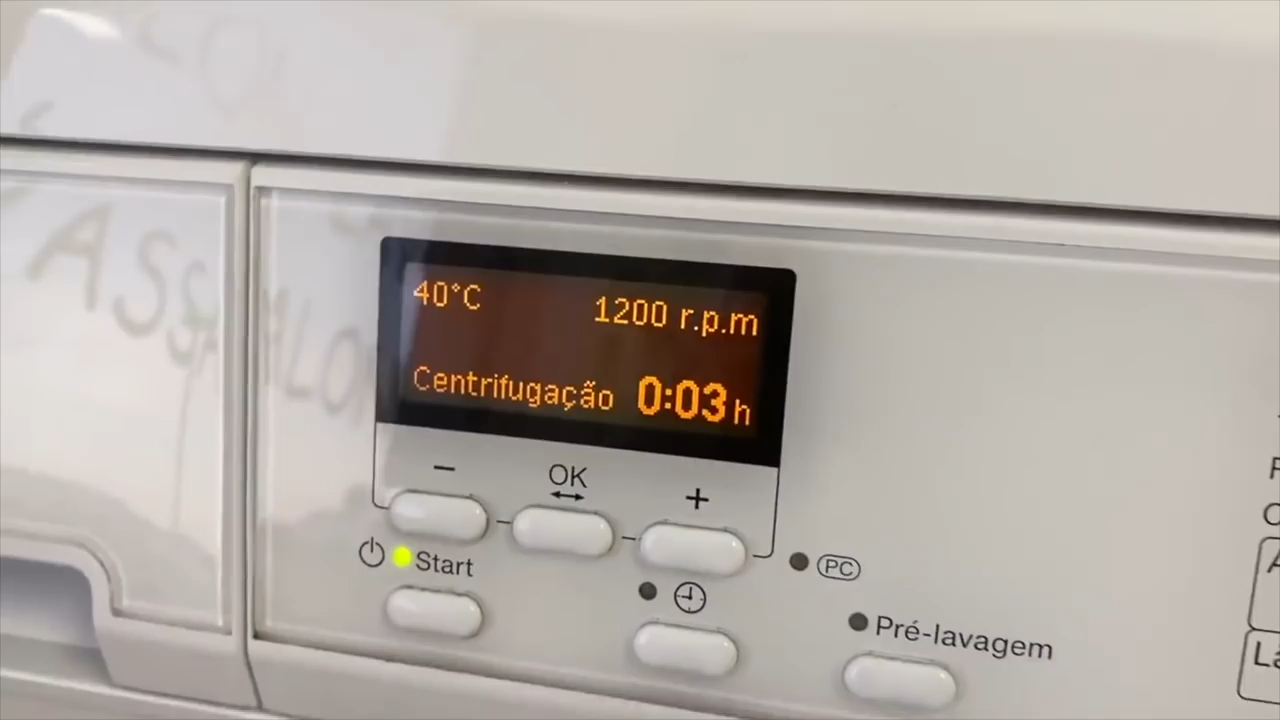 40°C 1200 r.p.m
Centrifugação 0:03 h
− OK +
Start
PC
Pré-lavagem